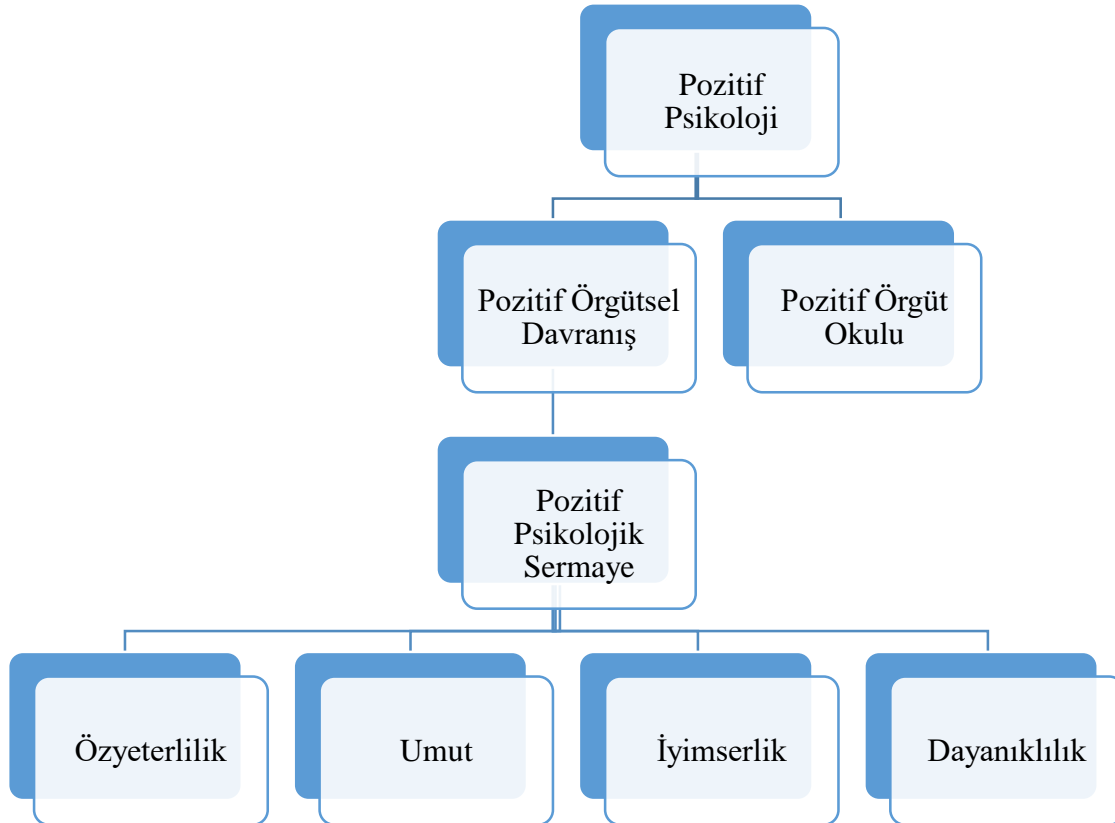 Pozitif
Psikoloji
Pozitif Örgütsel
Davranış
Pozitif Örgüt
Okulu
Pozitif
Psikolojik
Sermaye
Özyeterlilik
Umut
İyimserlik
Dayanıklılık